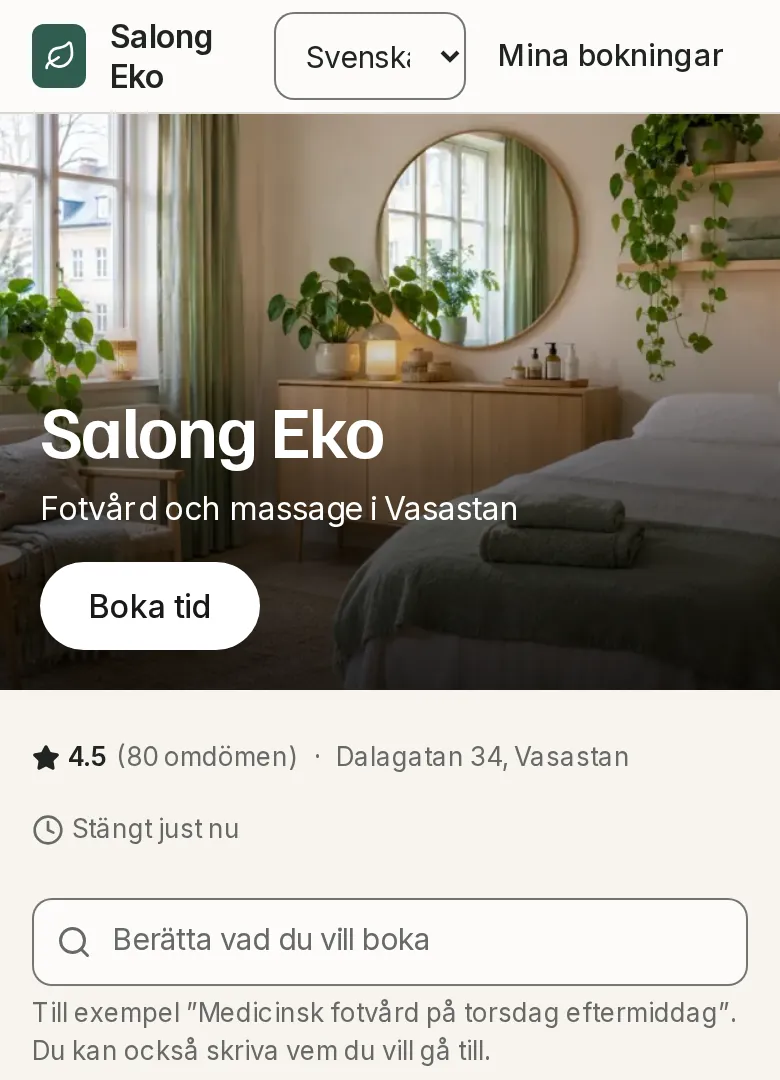 Salong
Eko
Svenska
Mina bokningar
Salong Eko
Fotvård och massage i Vasastan
Boka tid
4.5 (80 omdömen) · Dalagatan 34, Vasastan
Stängt just nu
Berätta vad du vill boka
Till exempel ”Medicinsk fotvård på torsdag eftermiddag”.
Du kan också skriva vem du vill gå till.